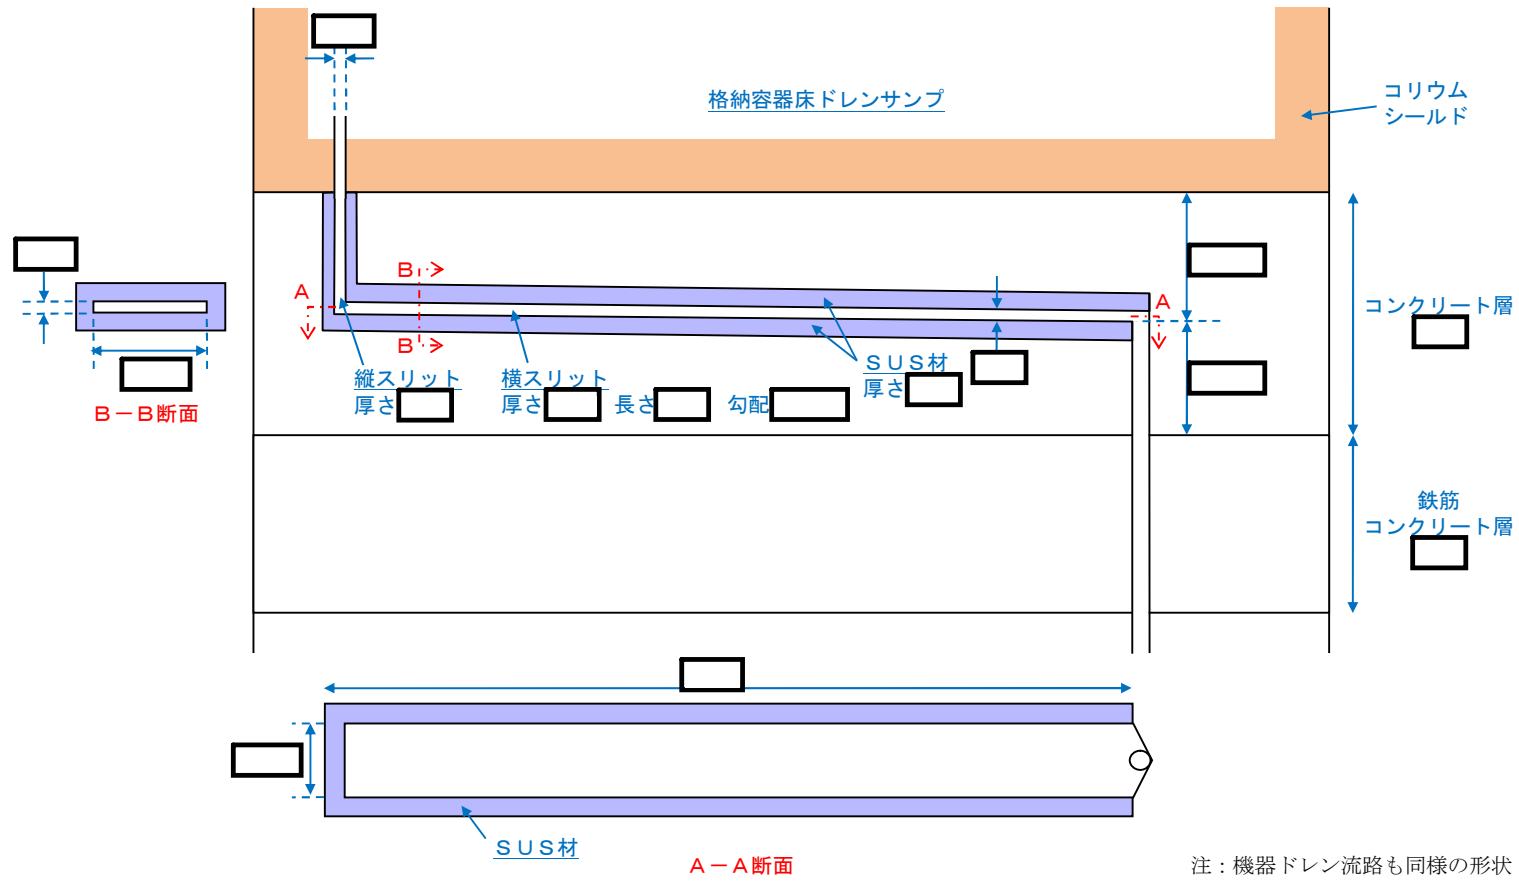 格納容器床ドレンサンプ
コリウム
シールド
B
A
A
コンクリート層
B
SUS材
厚さ
縦スリット
厚さ
横スリット
厚さ
長さ
勾配
B-B断面
鉄筋
コンクリート層
SUS材
A-A断面
注:機器ドレン流路も同様の形状